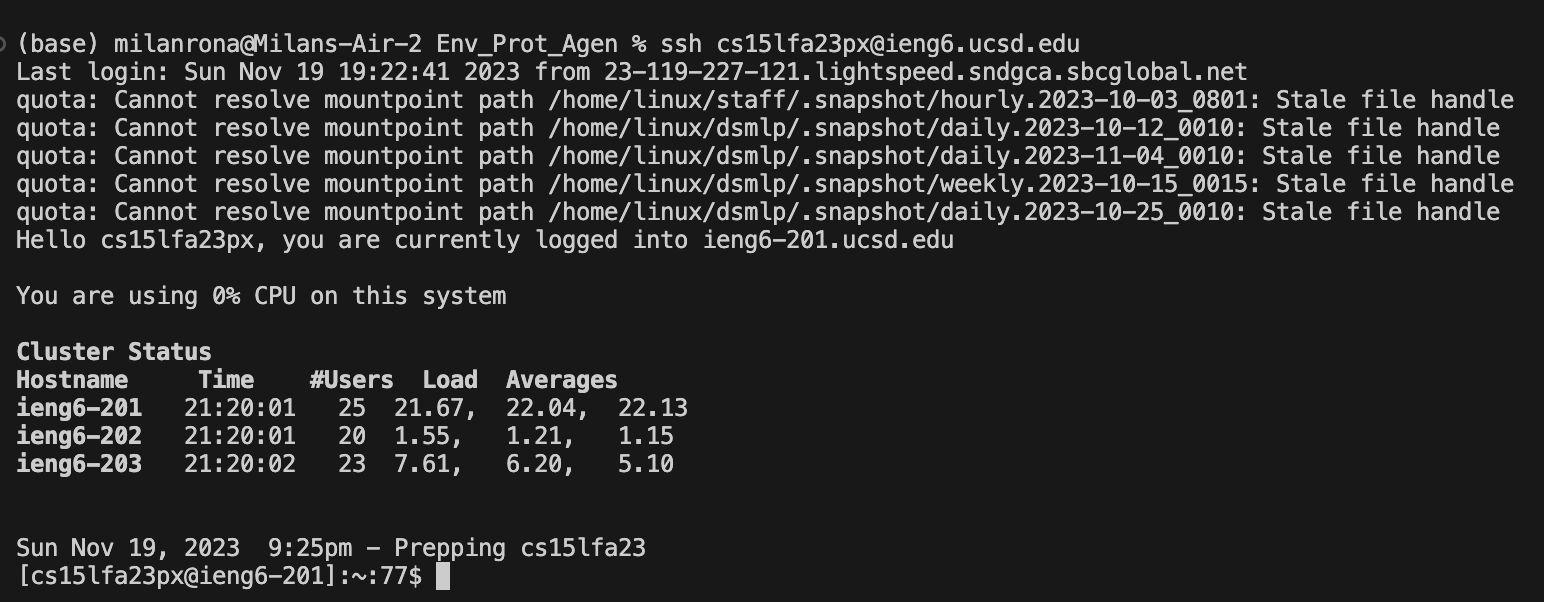 (base) milanrona@Milans-Air-2 Env_Prot_Agen % ssh cs15lfa23px@ieng6.ucsd.edu
Last login: Sun Nov 19 19:22:41 2023 from 23-119-227-121.lightspeed.sndgca.sbcglobal.net
quota: Cannot resolve mountpoint path /home/linux/staff/.snapshot/hourly.2023-10-03_0801: Stale file handle
quota: Cannot resolve mountpoint path /home/linux/dsmlp/.snapshot/daily.2023-10-12_0010: Stale file handle
quota: Cannot resolve mountpoint path /home/linux/dsmlp/.snapshot/daily.2023-11-04_0010: Stale file handle
quota: Cannot resolve mountpoint path /home/linux/dsmlp/.snapshot/weekly.2023-10-15_0015: Stale file handle
quota: Cannot resolve mountpoint path /home/linux/dsmlp/.snapshot/daily.2023-10-25_0010: Stale file handle
Hello cs15lfa23px, you are currently logged into ieng6-201.ucsd.edu
You are using 0% CPU on this system
Cluster Status
Hostname     Time    #Users  Load  Averages
ieng6-201   21:20:01   25  21.67,  22.04,  22.13
ieng6-202   21:20:01   20  1.55,   1.21,   1.15
ieng6-203   21:20:02   23  7.61,   6.20,   5.10
Sun Nov 19, 2023  9:25pm - Prepping cs15lfa23
[cs15lfa23px@ieng6-201]:~:77$